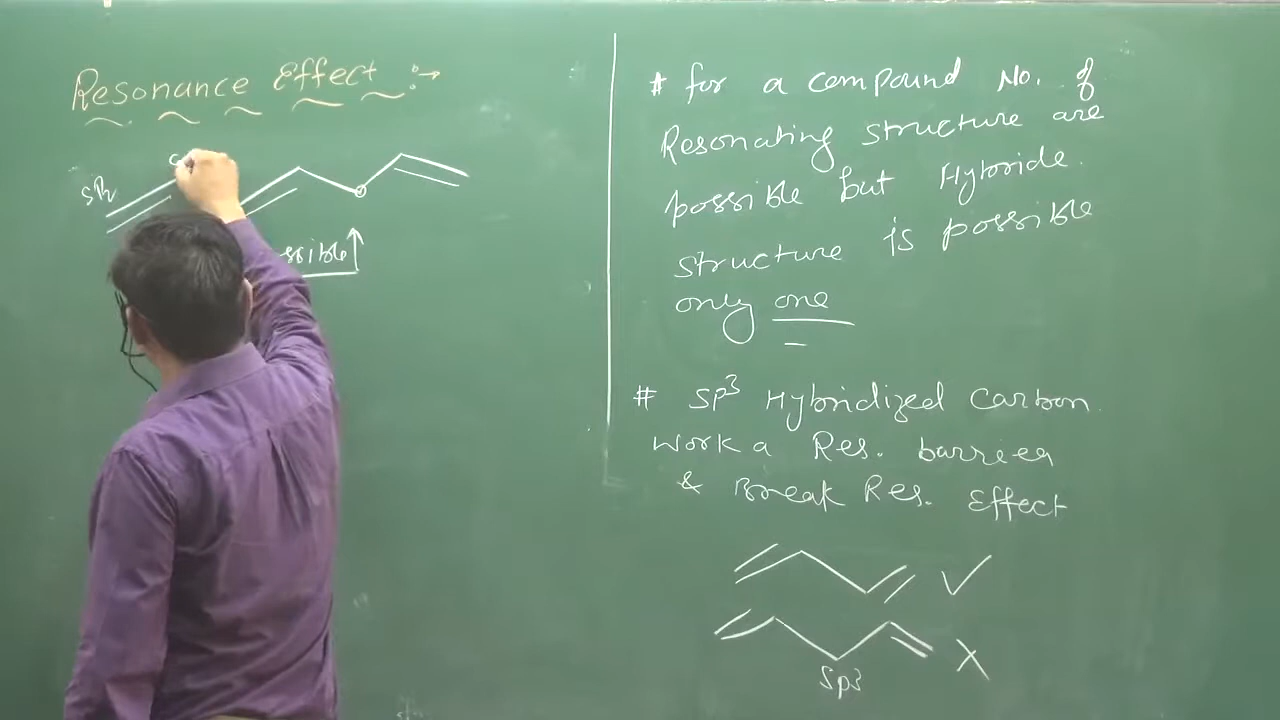 Resonance Effect :→
sp2
ssible↑
# for a compound No. of
Resonating structure are
possible but Hybride.
structure is possible
only one
# Sp3 Hybridized Carbon.
Work a Res. barrier
& Break Res. Effect
Sp3